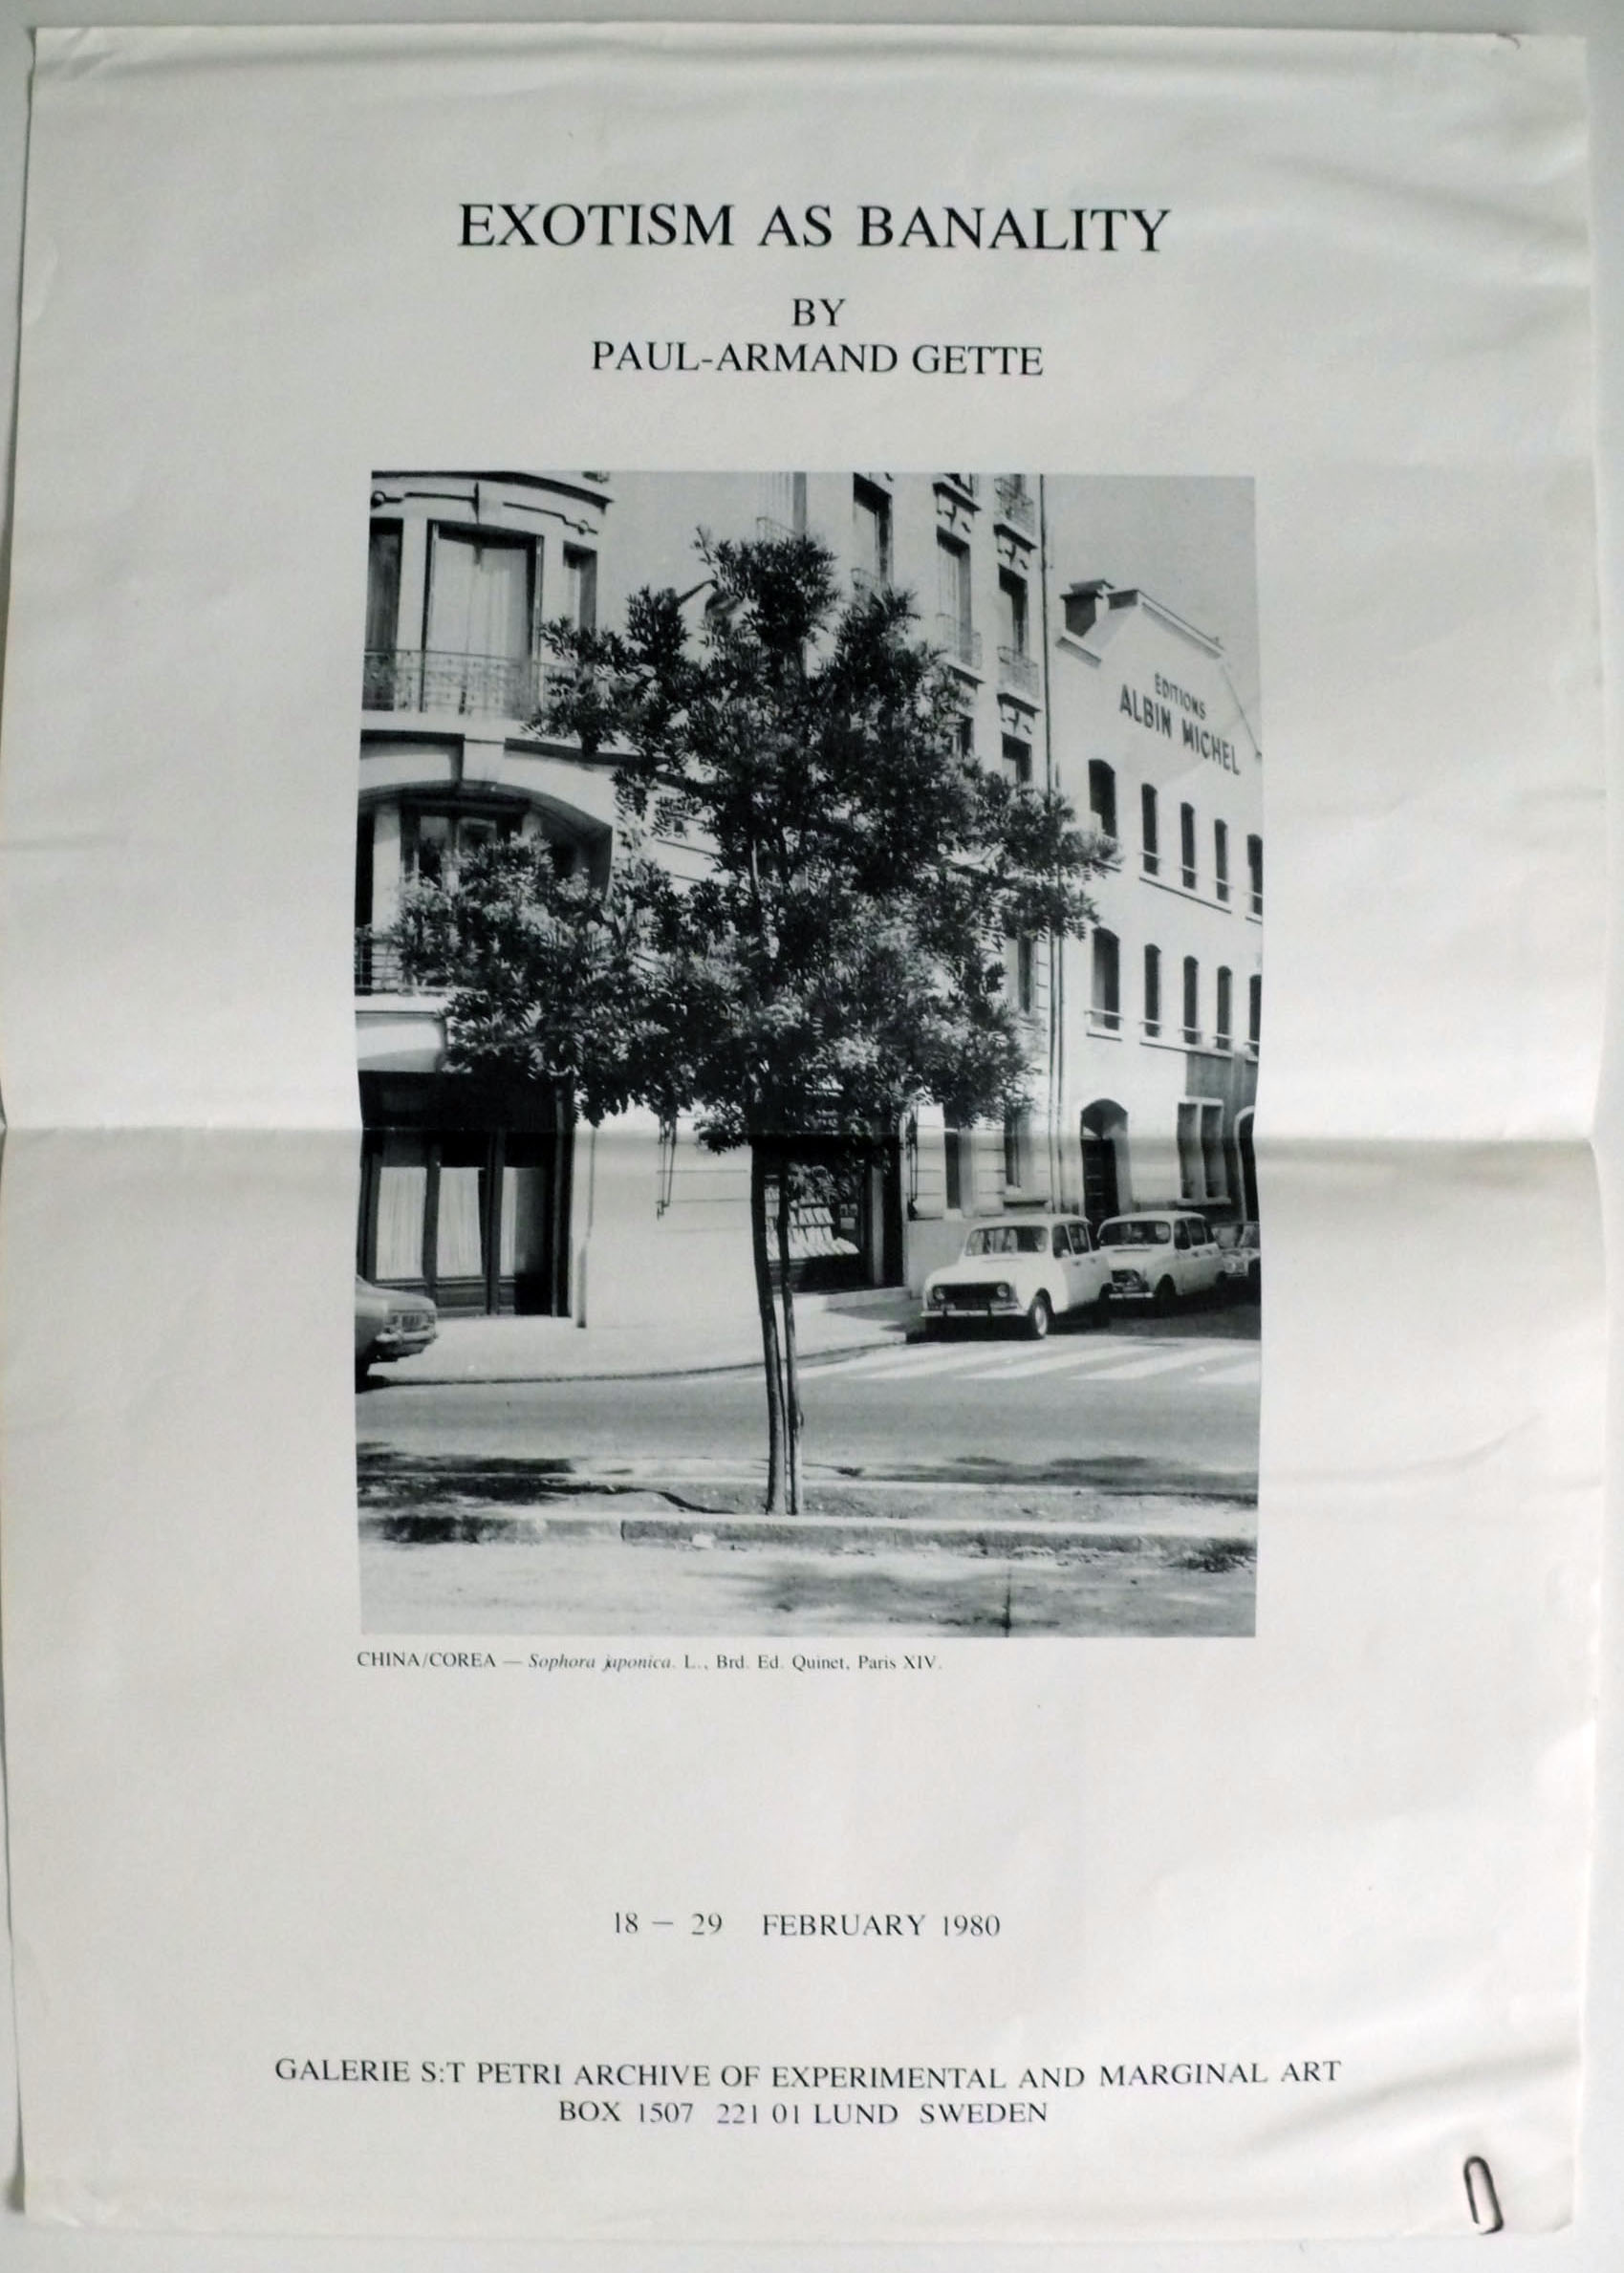 EXOTISM AS BANALITY
BY
PAUL-ARMAND GETTE
EDITIONS
ALBIN MICHEL
CHINA/COREA — Sophora japonica. L., Brd. Ed. Quinet, Paris XIV.
18 — 29 FEBRUARY 1980
GALERIE S:T PETRI ARCHIVE OF EXPERIMENTAL AND MARGINAL ART
BOX 1507 221 01 LUND SWEDEN